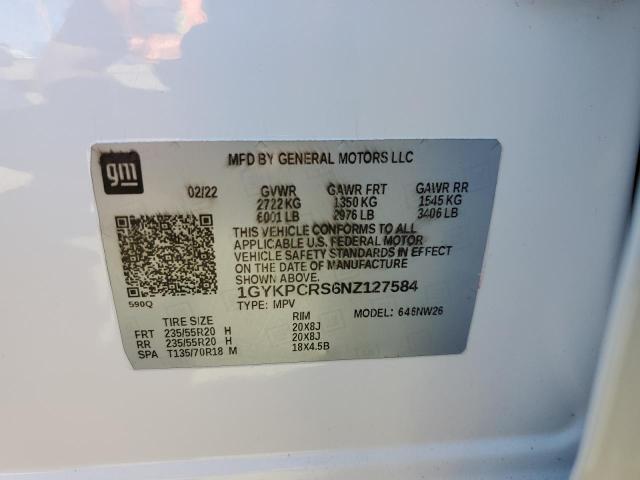 gm
MFD BY GENERAL MOTORS LLC
02/22 GVWR GAWR FRT GAWR RR
2722 KG 1350 KG 1545 KG
6001 LB 2976 LB 3406 LB
THIS VEHICLE CONFORMS TO ALL
APPLICABLE U.S. FEDERAL MOTOR
VEHICLE SAFETY STANDARDS IN EFFECT
ON THE DATE OF MANUFACTURE
SHOWN ABOVE.
590Q 1GYKPCRS6NZ127584
TYPE: MPV MODEL: 646NW26
TIRE SIZE RIM
FRT 235/55R20 H 20X8J
RR 235/55R20 H 20X8J
SPA T135/70R18 M 18X4.5B